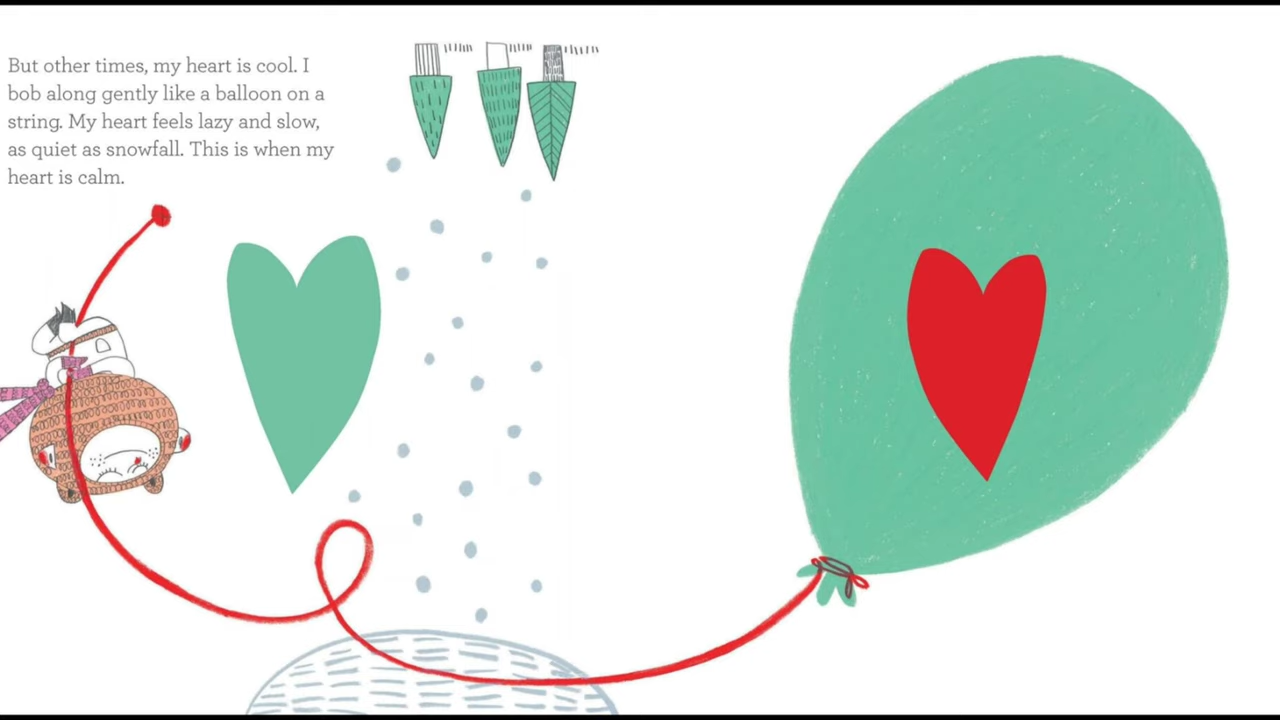 But other times, my heart is cool. I
bob along gently like a balloon on a
string. My heart feels lazy and slow,
as quiet as snowfall. This is when my
heart is calm.